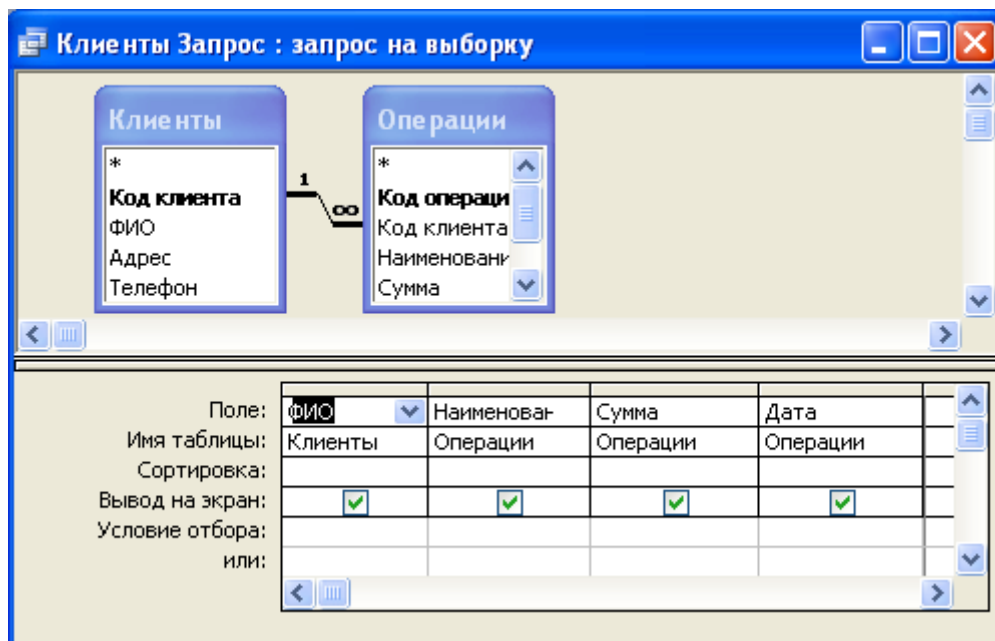 Клиенты Запрос : запрос на выборку
Клиенты
*
Код клиента
ФИО
Адрес
Телефон
1
∞
Операции
*
Код операци
Код клиента
Наименовани
Сумма
Поле: ФИО Наименован Сумма Дата
Имя таблицы: Клиенты Операции Операции Операции
Сортировка:
Вывод на экран:
Условие отбора:
или: